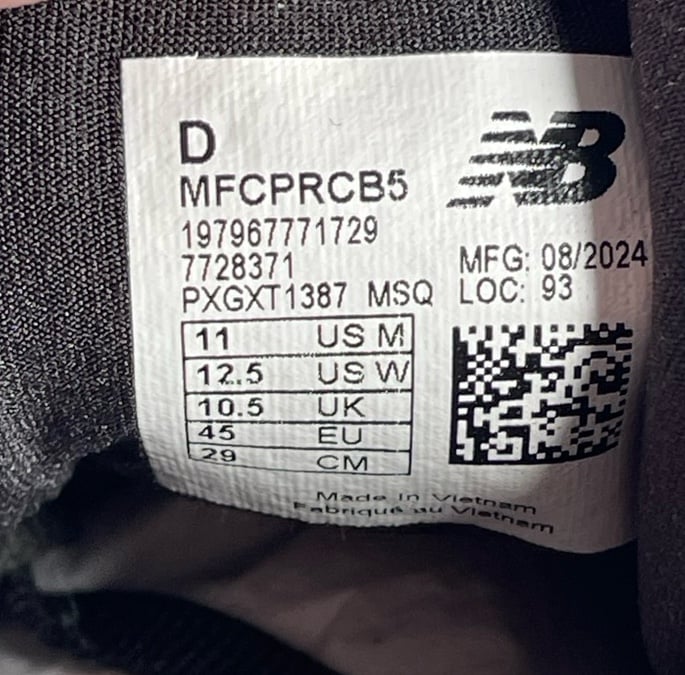 D
NB
MFCPRCB5
197967771729
7728371
MFG: 08/2024
PXGXT1387 MSQ
LOC: 93
11 US M
12.5 US W
10.5 UK
45 EU
29 CM
Made in Vietnam
Fabriqué au Vietnam